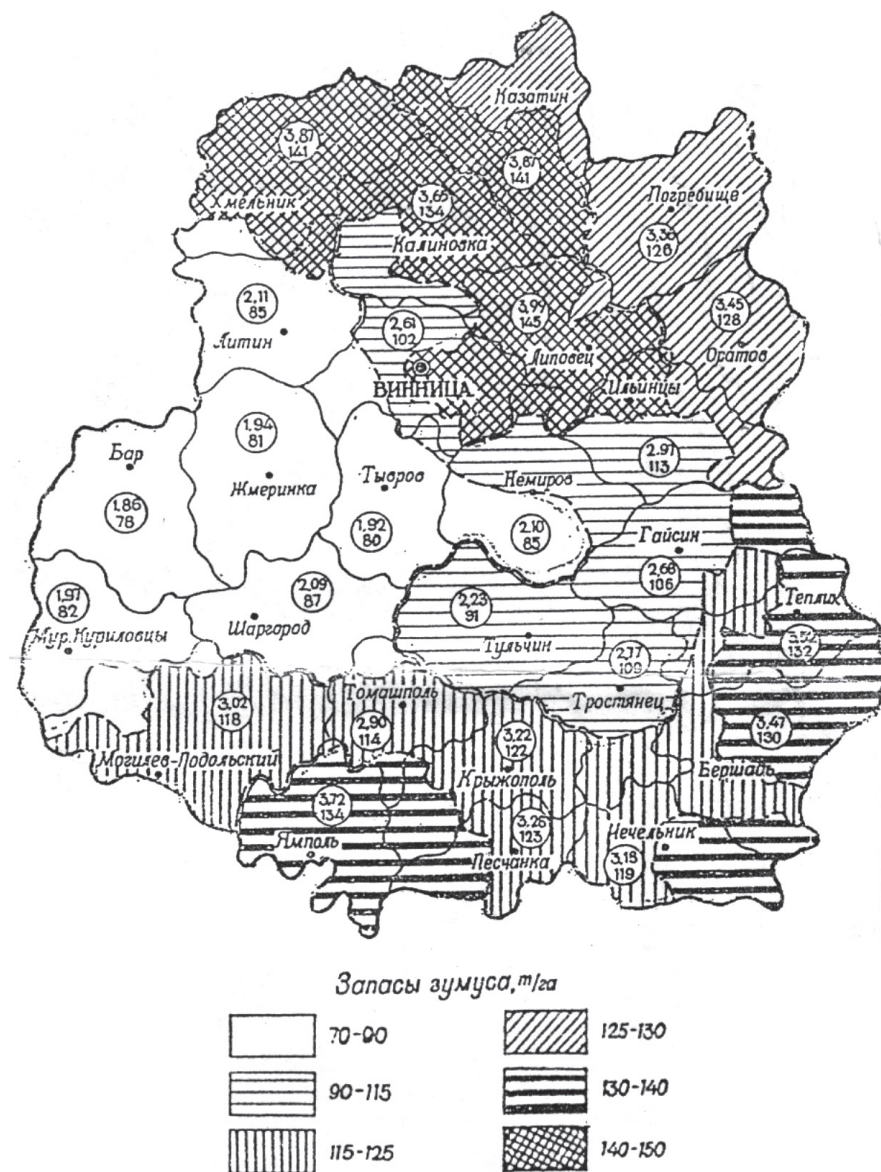 Казатин
3,87
141
3,87
141
Хмельник
3,65
134
Погребище
Калиновка
3,36
126
2,11
85
Литин
2,61
102
3,99
145
3,45
128
Липовец
Оратов
ВИННИЦА
Ильинцы
1,94
81
Бар
Жмеринка
Тывров
Немиров
2,97
113
1,86
78
1,92
80
2,10
85
Гайсин
2,68
106
1,97
82
2,09
87
2,23
91
Теплик
Шаргород
Мур.Куриловцы
Тульчин
3,52
132
2,77
109
Томашполь
Тростянец
3,02
118
2,90
114
3,22
122
3,47
130
Могилев-Подольский
Крыжополь
Бершадь
3,72
134
Ямполь
3,26
123
Песчанка
Чечельник
3,18
119
Запасы гумуса, т/га
70-90
125-130
90-115
130-140
115-125
140-150